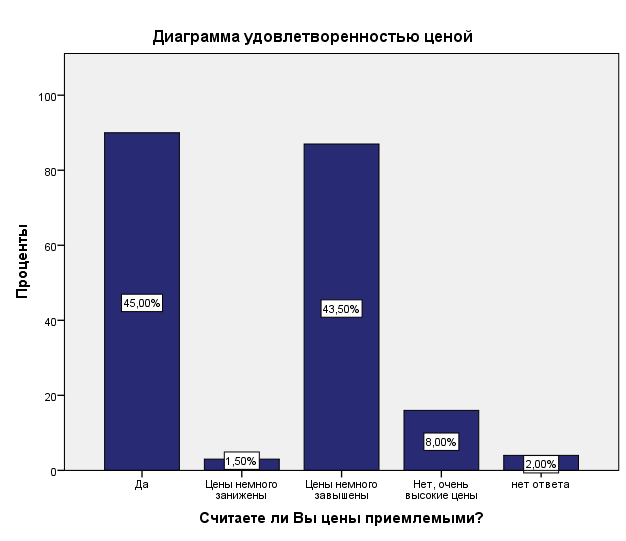 Диаграмма удовлетворенностью ценой
Проценты
100
80
60
40
20
0
45,00%
1,50%
43,50%
8,00%
2,00%
Да
Цены немного
занижены
Цены немного
завышены
Нет, очень
высокие цены
нет ответа
Считаете ли Вы цены приемлемыми?